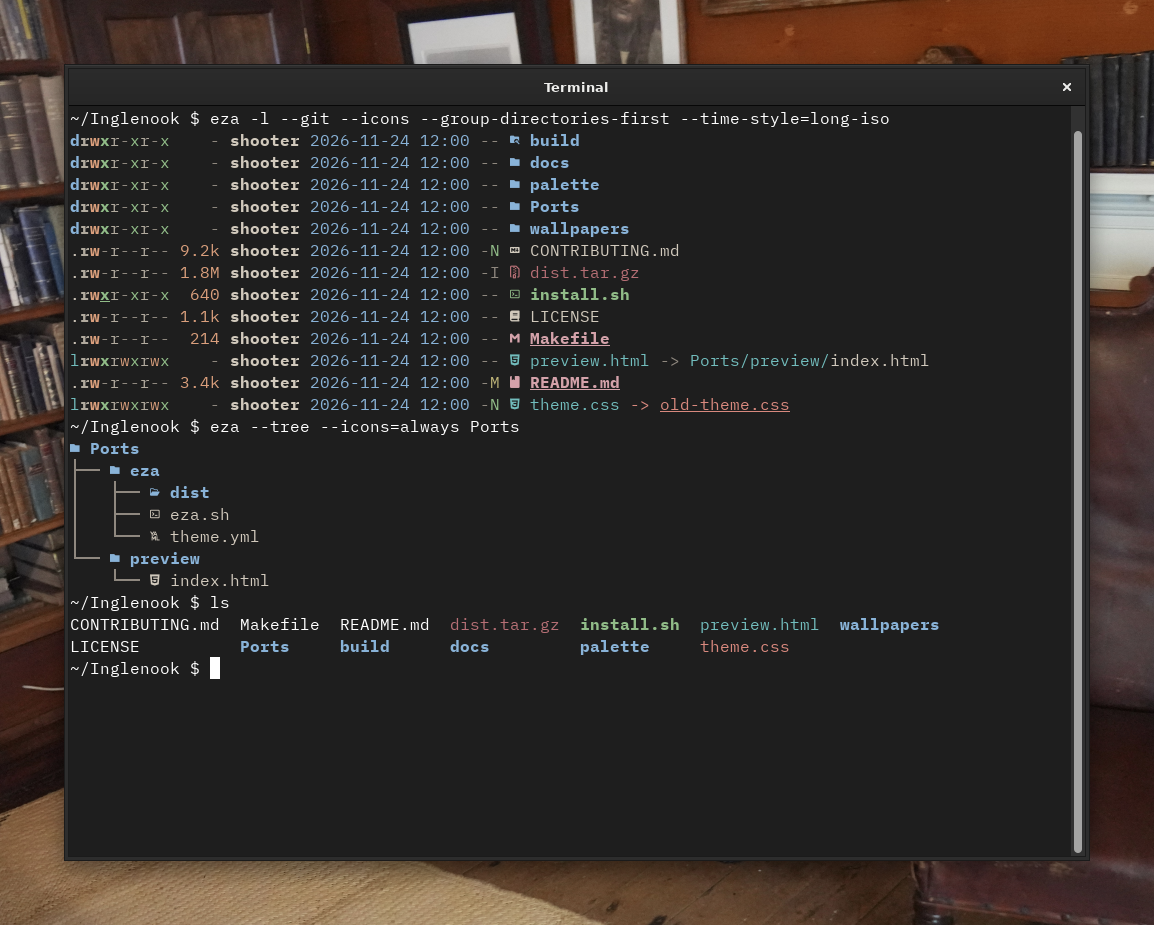 Terminal
~/Inglenook $ eza -l --git --icons --group-directories-first --time-style=long-iso
drwxr-xr-x    - shooter 2026-11-24 12:00 -- build
drwxr-xr-x    - shooter 2026-11-24 12:00 -- docs
drwxr-xr-x    - shooter 2026-11-24 12:00 -- palette
drwxr-xr-x    - shooter 2026-11-24 12:00 -- Ports
drwxr-xr-x    - shooter 2026-11-24 12:00 -- wallpapers
.rw-r--r-- 9.2k shooter 2026-11-24 12:00 -N CONTRIBUTING.md
.rw-r--r-- 1.8M shooter 2026-11-24 12:00 -I dist.tar.gz
.rwxr-xr-x  640 shooter 2026-11-24 12:00 -- install.sh
.rw-r--r-- 1.1k shooter 2026-11-24 12:00 -- LICENSE
.rw-r--r--  214 shooter 2026-11-24 12:00 -- Makefile
lrwxrwxrwx    - shooter 2026-11-24 12:00 -- preview.html -> Ports/preview/index.html
.rw-r--r-- 3.4k shooter 2026-11-24 12:00 -M README.md
lrwxrwxrwx    - shooter 2026-11-24 12:00 -N theme.css -> old-theme.css
~/Inglenook $ eza --tree --icons=always Ports
Ports
├── eza
│   ├── dist
│   ├── eza.sh
│   └── theme.yml
└── preview
    └── index.html
~/Inglenook $ ls
CONTRIBUTING.md  Makefile  README.md  dist.tar.gz  install.sh  preview.html  wallpapers
LICENSE          Ports     build      docs         palette     theme.css
~/Inglenook $